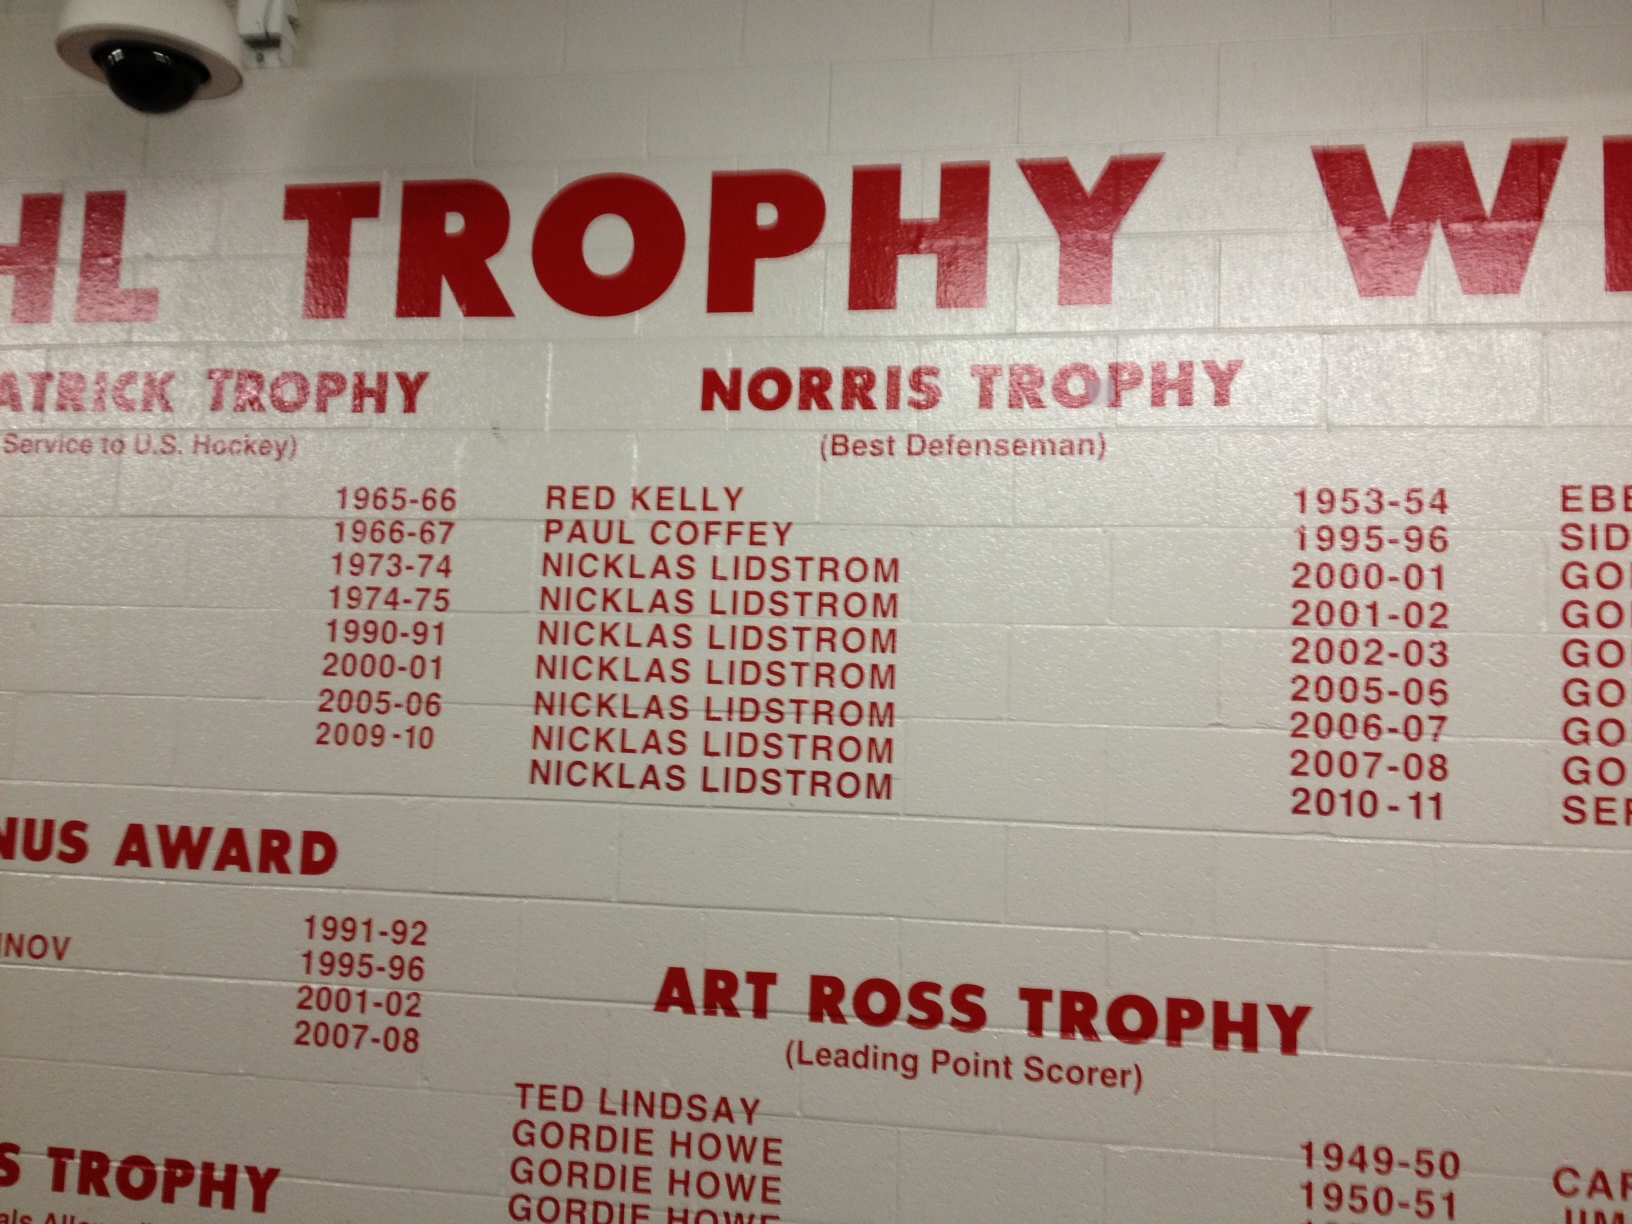 HL TROPHY W
ATRICK TROPHY
Service to U.S. Hockey)
1965-66
1966-67
1973-74
1974-75
1990-91
2000-01
2005-06
2009-10
NUS AWARD
NOV
1991-92
1995-96
2001-02
2007-08
S TROPHY
NORRIS TROPHY
(Best Defenseman)
RED KELLY 1953-54
PAUL COFFEY 1995-96
NICKLAS LIDSTROM 2000-01
NICKLAS LIDSTROM 2001-02
NICKLAS LIDSTROM 2002-03
NICKLAS LIDSTROM 2005-06
NICKLAS LIDSTROM 2006-07
NICKLAS LIDSTROM 2007-08
NICKLAS LIDSTROM 2010-11
ART ROSS TROPHY
(Leading Point Scorer)
TED LINDSAY 1949-50
GORDIE HOWE 1950-51
GORDIE HOWE
GORDIE HOWE
EBB
SID
GO
GO
GO
GO
GO
GO
SER
CAR